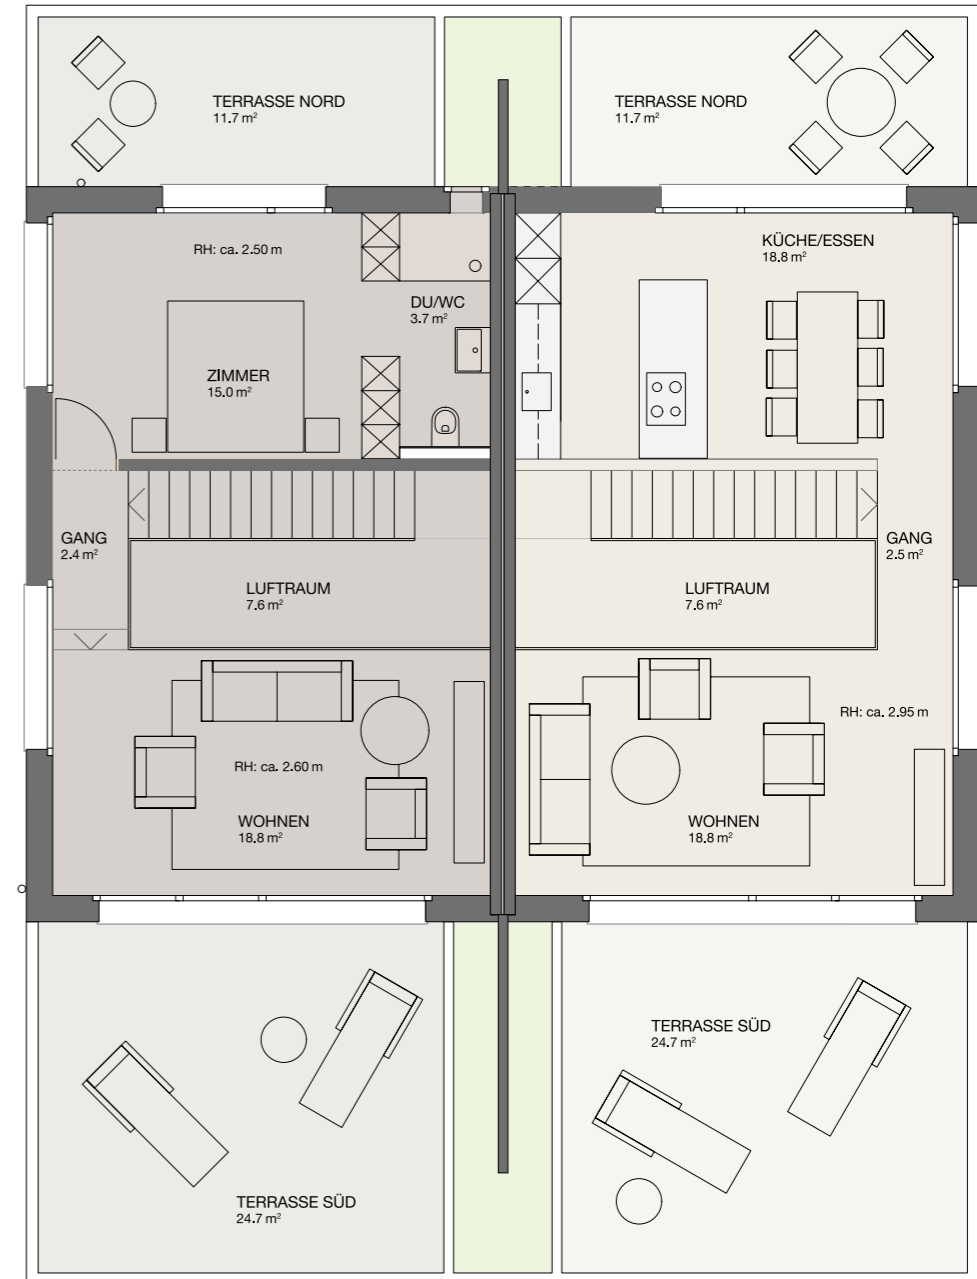 TERRASSE NORD
11.7 m²
TERRASSE NORD
11.7 m²
RH: ca. 2.50 m
DU/WC
3.7 m²
ZIMMER
15.0 m²
KÜCHE/ESSEN
18.8 m²
GANG
2.4 m²
LUFTRAUM
7.6 m²
LUFTRAUM
7.6 m²
GANG
2.5 m²
RH: ca. 2.60 m
WOHNEN
18.8 m²
RH: ca. 2.95 m
WOHNEN
18.8 m²
TERRASSE SÜD
24.7 m²
TERRASSE SÜD
24.7 m²